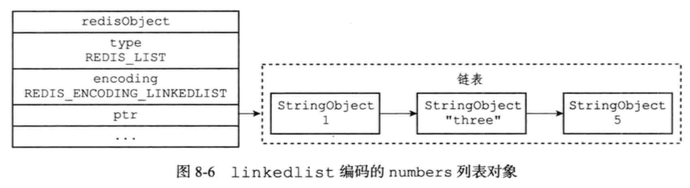 redisObject
type
REDIS_LIST
encoding
REDIS_ENCODING_LINKEDLIST
ptr
...
链表
StringObject
1
StringObject
"three"
StringObject
5
图 8-6 linkedlist 编码的 numbers 列表对象